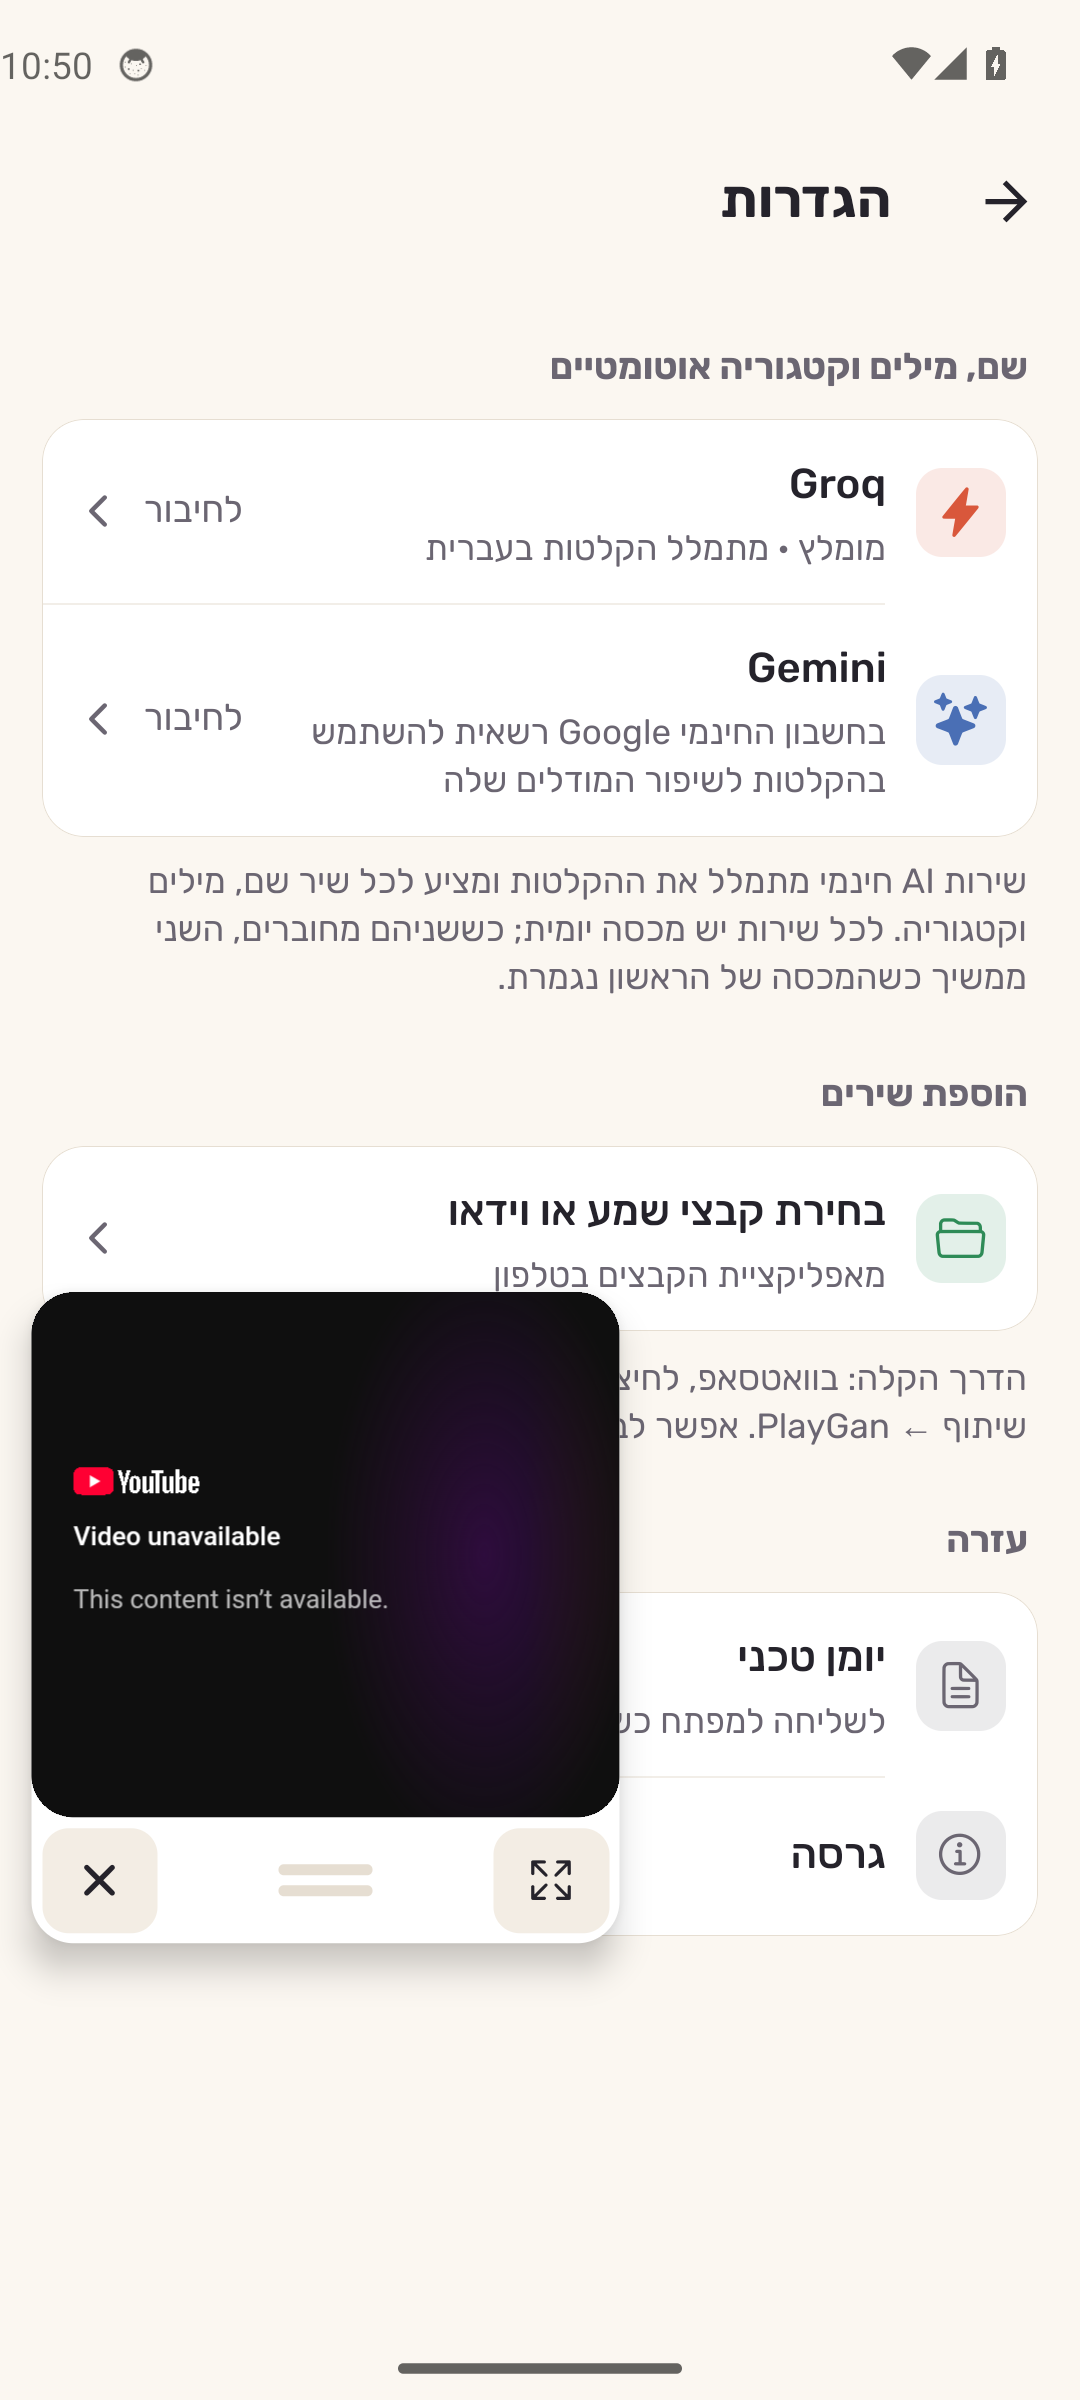 10:50
הגדרות
שם, מילים וקטגוריה אוטומטיים
Groq
מומלץ • מתמלל הקלטות בעברית
לחיבור
Gemini
בחשבון החינמי Google רשאית להשתמש
בהקלטות לשיפור המודלים שלה
לחיבור
שירות AI חינמי מתמלל את ההקלטות ומציע לכל שיר שם, מילים
וקטגוריה. לכל שירות יש מכסה יומית; כששניהם מחוברים, השני
ממשיך כשהמכסה של הראשון נגמרת.
הוספת שירים
בחירת קבצי שמע או וידאו
מאפליקציית הקבצים בטלפון
הדרך הקלה: בוואטסאפ,
שיתוף ← PlayGan. אפשר
עזרה
יומן טכני
לשליחה למפתח
גרסה
YouTube
Video unavailable
This content isn’t available.